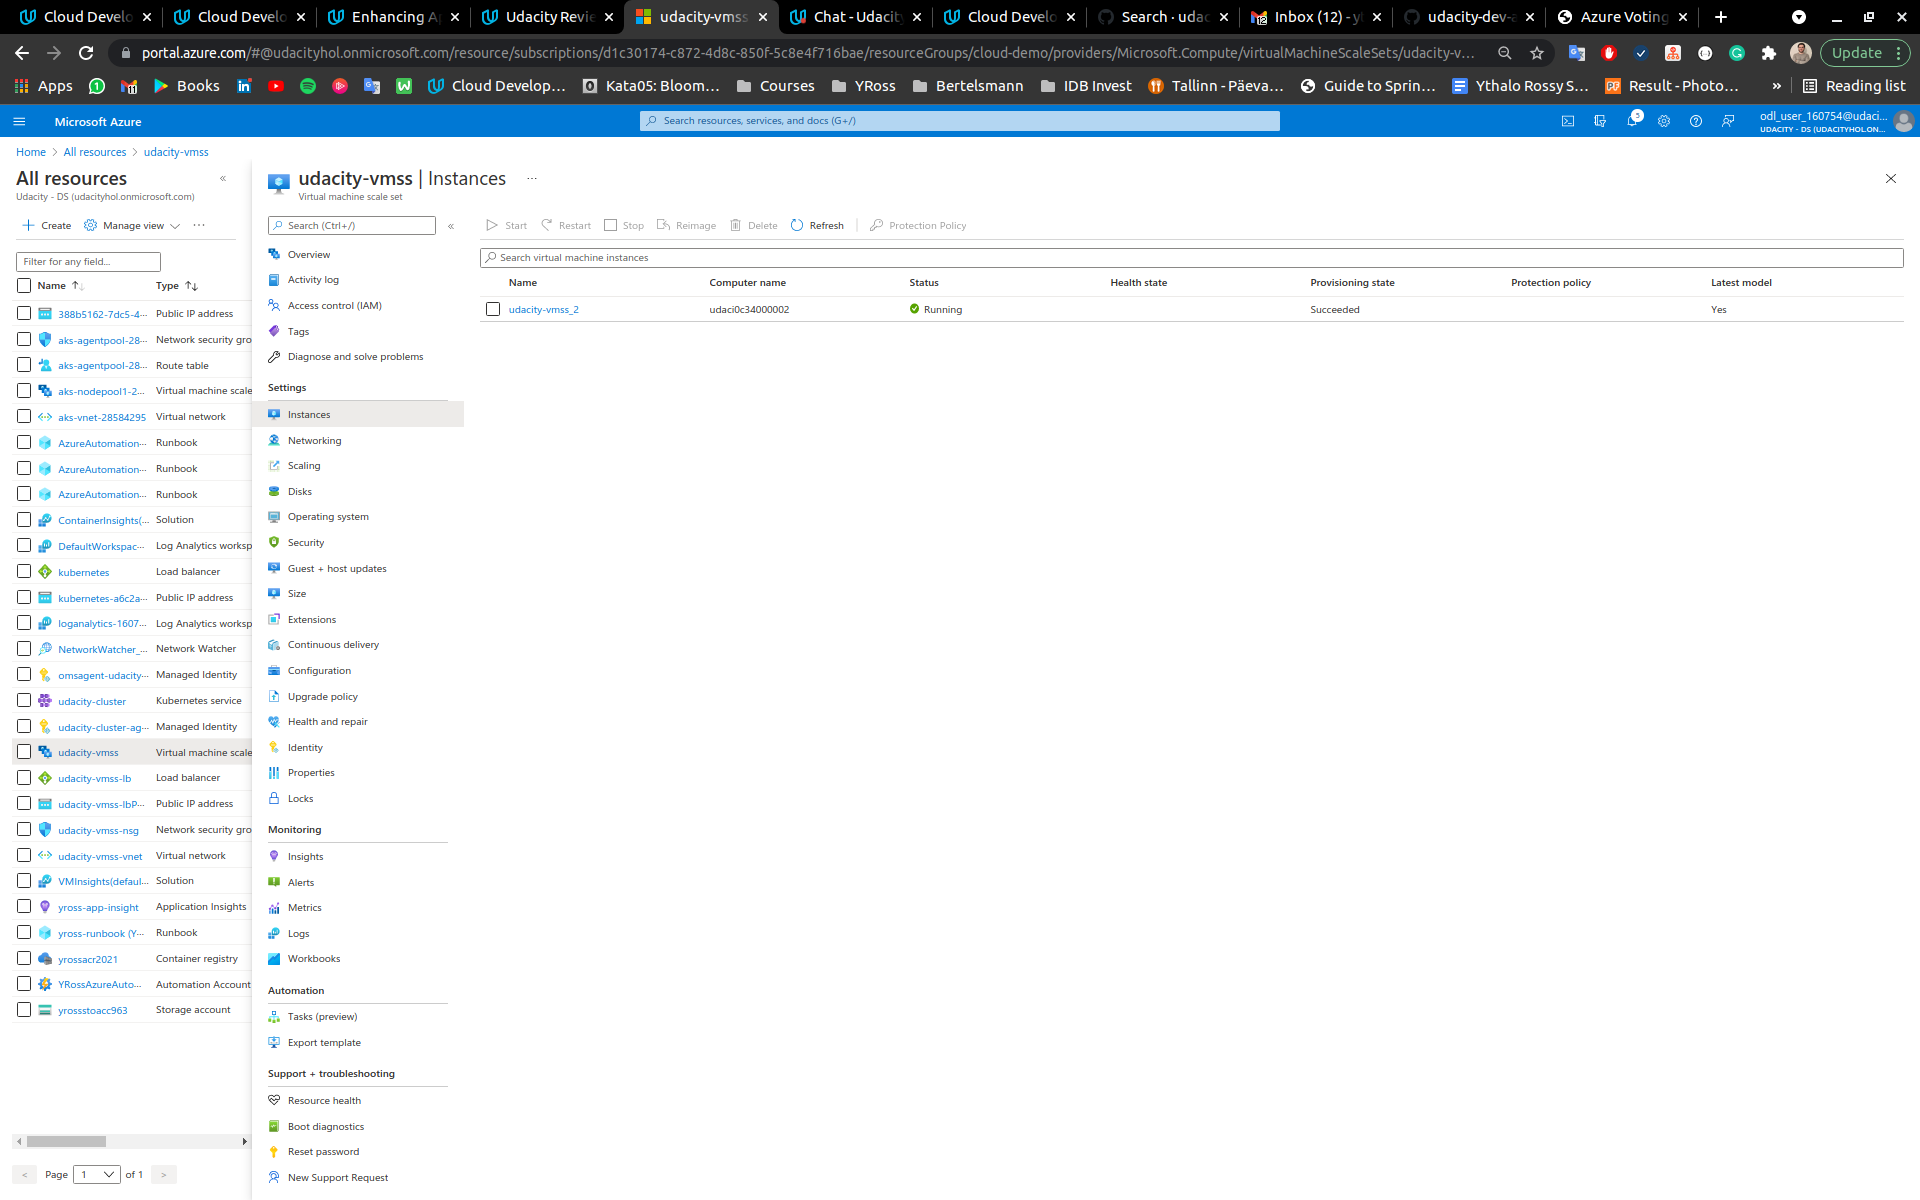 Cloud Develo
Cloud Develo
Enhancing A
Udacity Revie
udacity-vmss
Chat - Udacity
Cloud Develo
Search · udac
Inbox (12) - y
udacity-dev-a
Azure Voting
portal.azure.com/#@udacityhol.onmicrosoft.com/resource/subscriptions/d1c30174-c872-4d8c-850f-5c8e4f716bae/resourceGroups/cloud-demo/providers/Microsoft.Compute/virtualMachineScaleSets/udacity-v...
Update
Apps
Books
Cloud Develop...
Kata05: Bloom...
Courses
YRoss
Bertelsmann
IDB Invest
Tallinn - Päeva...
Guide to Sprin...
Ythalo Rossy S...
Result - Photo...
»
Reading list
Microsoft Azure
Search resources, services, and docs (G+/)
odl_user_160754@udaci...
UDACITY - DS (UDACITYHOL.ON...
Home > All resources > udacity-vmss
All resources
Udacity - DS (udacityhol.onmicrosoft.com)
Create
Manage view
Filter for any field...
Name
Type
388b5162-7dc5-4... Public IP address
aks-agentpool-28... Network security gro
aks-agentpool-28... Route table
aks-nodepool1-2... Virtual machine scale
aks-vnet-28584295 Virtual network
AzureAutomation... Runbook
AzureAutomation... Runbook
AzureAutomation... Runbook
ContainerInsights(... Solution
DefaultWorkspac... Log Analytics worksp
kubernetes Load balancer
kubernetes-a6c2a... Public IP address
loganalytics-1607... Log Analytics worksp
NetworkWatcher_... Network Watcher
omsagent-udacity... Managed Identity
udacity-cluster Kubernetes service
udacity-cluster-ag... Managed Identity
udacity-vmss Virtual machine scale
udacity-vmss-lb Load balancer
udacity-vmss-lbP... Public IP address
udacity-vmss-nsg Network security gro
udacity-vmss-vnet Virtual network
VMInsights(defaul... Solution
yross-app-insight Application Insights
yross-runbook (Y... Runbook
yrossacr2021 Container registry
YRossAzureAuto... Automation Account
yrossstoacc963 Storage account
< Page 1 of 1 >
udacity-vmss | Instances ...
Virtual machine scale set
Search (Ctrl+/)
«
Overview
Activity log
Access control (IAM)
Tags
Diagnose and solve problems
Settings
Instances
Networking
Scaling
Disks
Operating system
Security
Guest + host updates
Size
Extensions
Continuous delivery
Configuration
Upgrade policy
Health and repair
Identity
Properties
Locks
Monitoring
Insights
Alerts
Metrics
Logs
Workbooks
Automation
Tasks (preview)
Export template
Support + troubleshooting
Resource health
Boot diagnostics
Reset password
New Support Request
Start
Restart
Stop
Reimage
Delete
Refresh
Protection Policy
Search virtual machine instances
Name Computer name Status Health state Provisioning state Protection policy Latest model
udacity-vmss_2 udaci0c34000002 Running Succeeded Yes